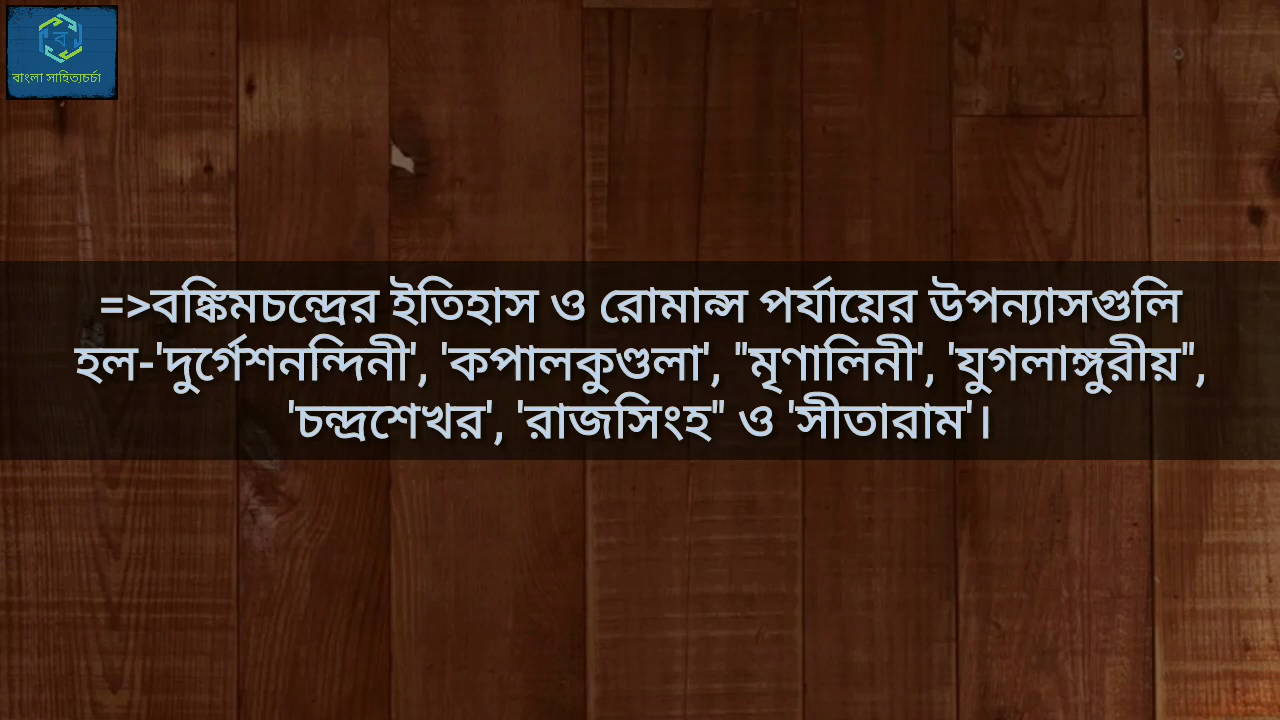 ব
বাংলা সাহিত্যচর্চা
=>বঙ্কিমচন্দ্রের ইতিহাস ও রোমান্স পর্যায়ের উপন্যাসগুলি
হল-'দুর্গেশনন্দিনী', 'কপালকুণ্ডলা', "মৃণালিনী', 'যুগলাঙ্গুরীয়",
'চন্দ্রশেখর', 'রাজসিংহ" ও 'সীতারাম'।